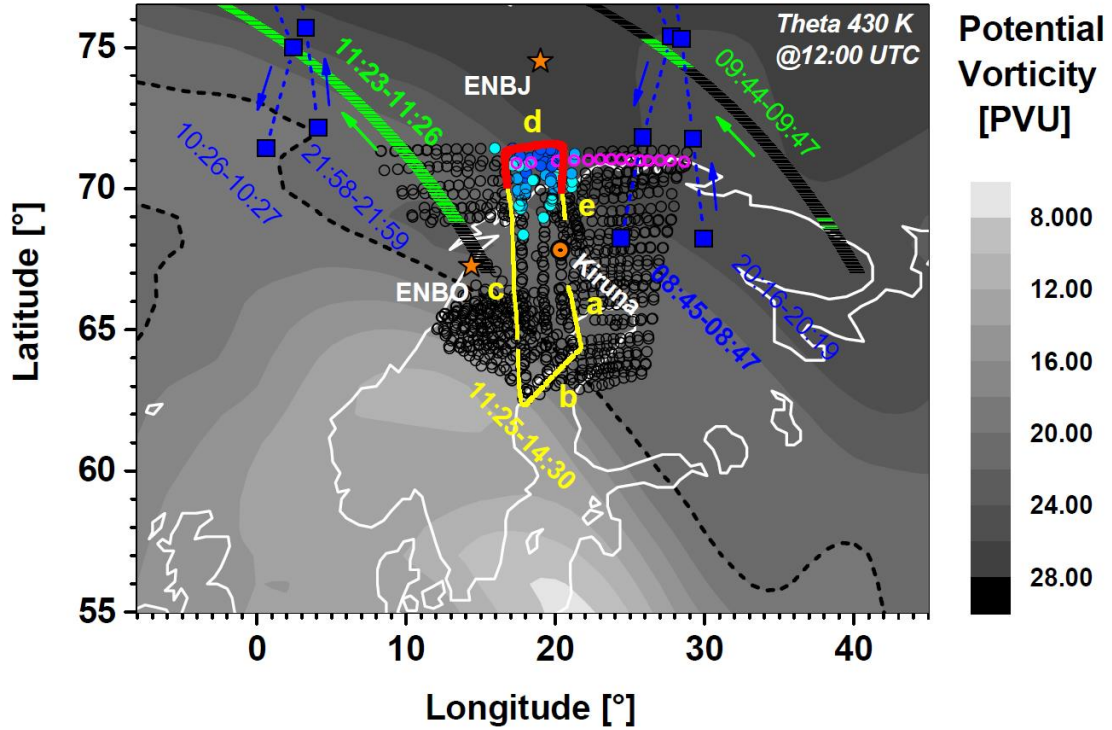 Theta 430 K
@12:00 UTC
Potential
Vorticity
[PVU]
75
70
65
60
55
Latitude [°]
ENBJ
11:23-11:26
09:44-09:47
d
10:26-10:27
21:58-21:59
e
Kiruna
ENBO
c
a
08:45-08:47
20:16-20:19
b
11:25-14:30
8.000
12.00
16.00
20.00
24.00
28.00
0
10
20
30
40
Longitude [°]